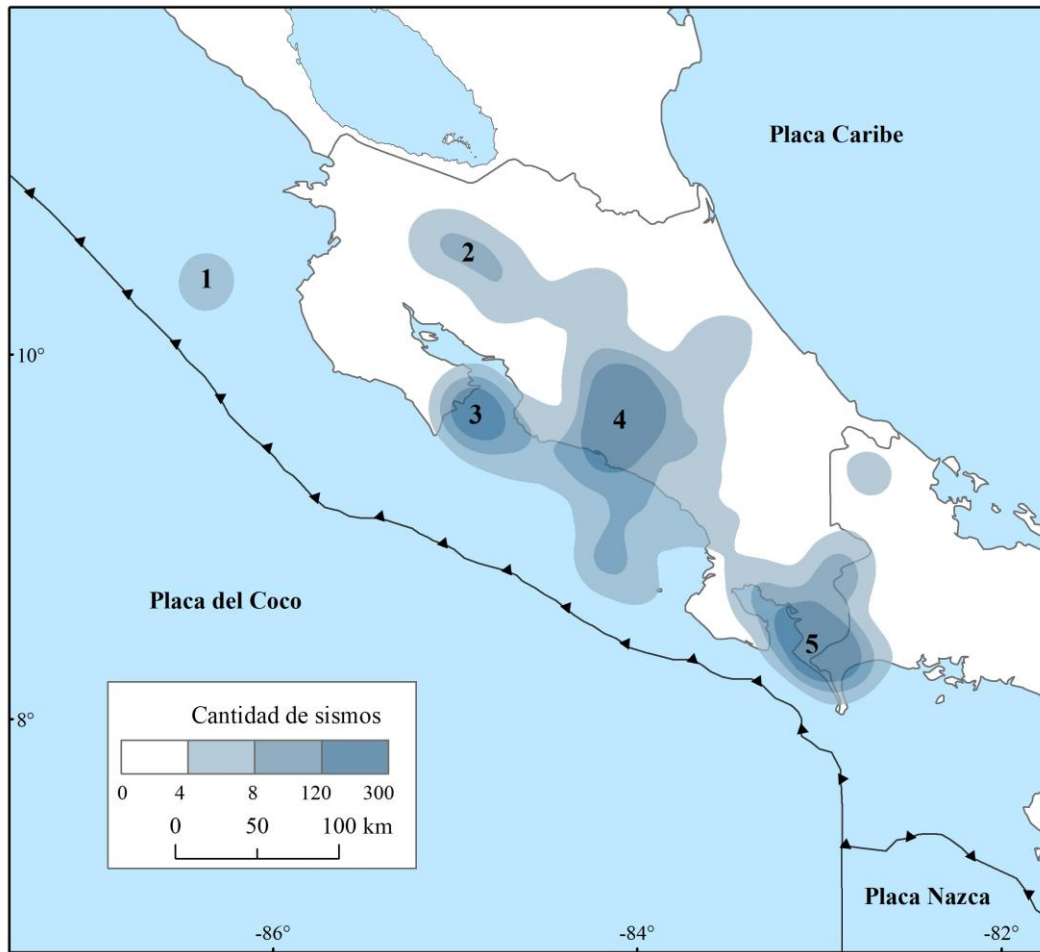 Placa Caribe
2
1
10°
3
4
Placa del Coco
5
Cantidad de sismos
8°
0 4 8 120 300
0 50 100 km
Placa Nazca
-86° -84° -82°